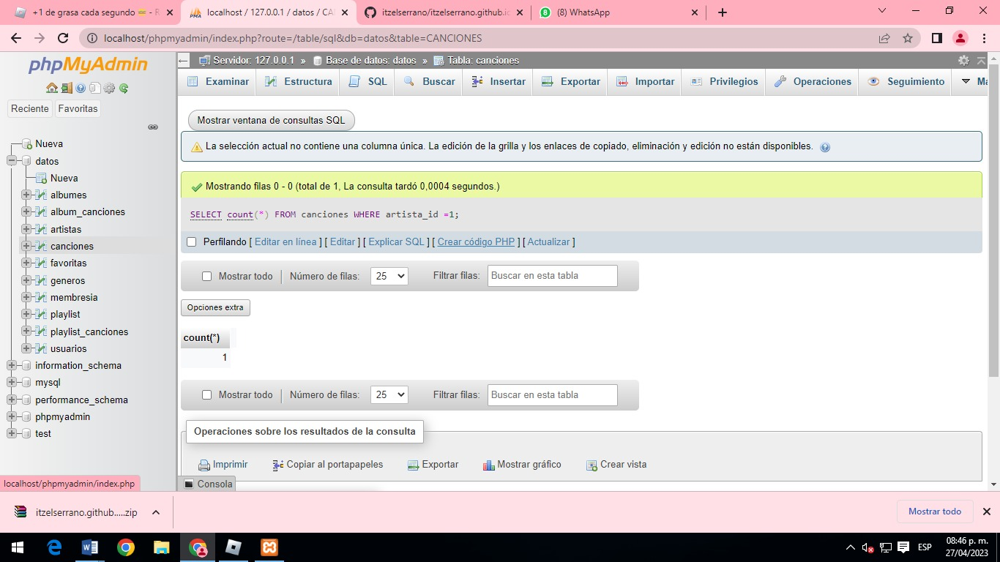 +1 de grasa cada segundo
localhost / 127.0.0.1 / datos / CA
itzelserrano/itzelserrano.github.ic
(8) WhatsApp
localhost/phpmyadmin/index.php?route=/table/sql&db=datos&table=CANCIONES
phpMyAdmin
Reciente Favoritas
Nueva
datos
Nueva
albumes
album_canciones
artistas
canciones
favoritas
generos
membresia
playlist
playlist_canciones
usuarios
information_schema
mysql
performance_schema
phpmyadmin
test
localhost/phpmyadmin/index.php
Servidor: 127.0.0.1 » Base de datos: datos » Tabla: canciones
Examinar Estructura SQL Buscar Insertar Exportar Importar Privilegios Operaciones Seguimiento Má
Mostrar ventana de consultas SQL
La selección actual no contiene una columna única. La edición de la grilla y los enlaces de copiado, eliminación y edición no están disponibles.
Mostrando filas 0 - 0 (total de 1, La consulta tardó 0,0004 segundos.)
SELECT count(*) FROM canciones WHERE artista_id =1;
Perfilando [ Editar en línea ] [ Editar ] [ Explicar SQL ] [ Crear código PHP ] [ Actualizar ]
Mostrar todo | Número de filas: 25 Filtrar filas: Buscar en esta tabla
Opciones extra
count(*)
1
Mostrar todo | Número de filas: 25 Filtrar filas: Buscar en esta tabla
Operaciones sobre los resultados de la consulta
Imprimir Copiar al portapapeles Exportar Mostrar gráfico Crear vista
Consola
itzelserrano.github.....zip
Mostrar todo
ESP
08:46 p. m.
27/04/2023